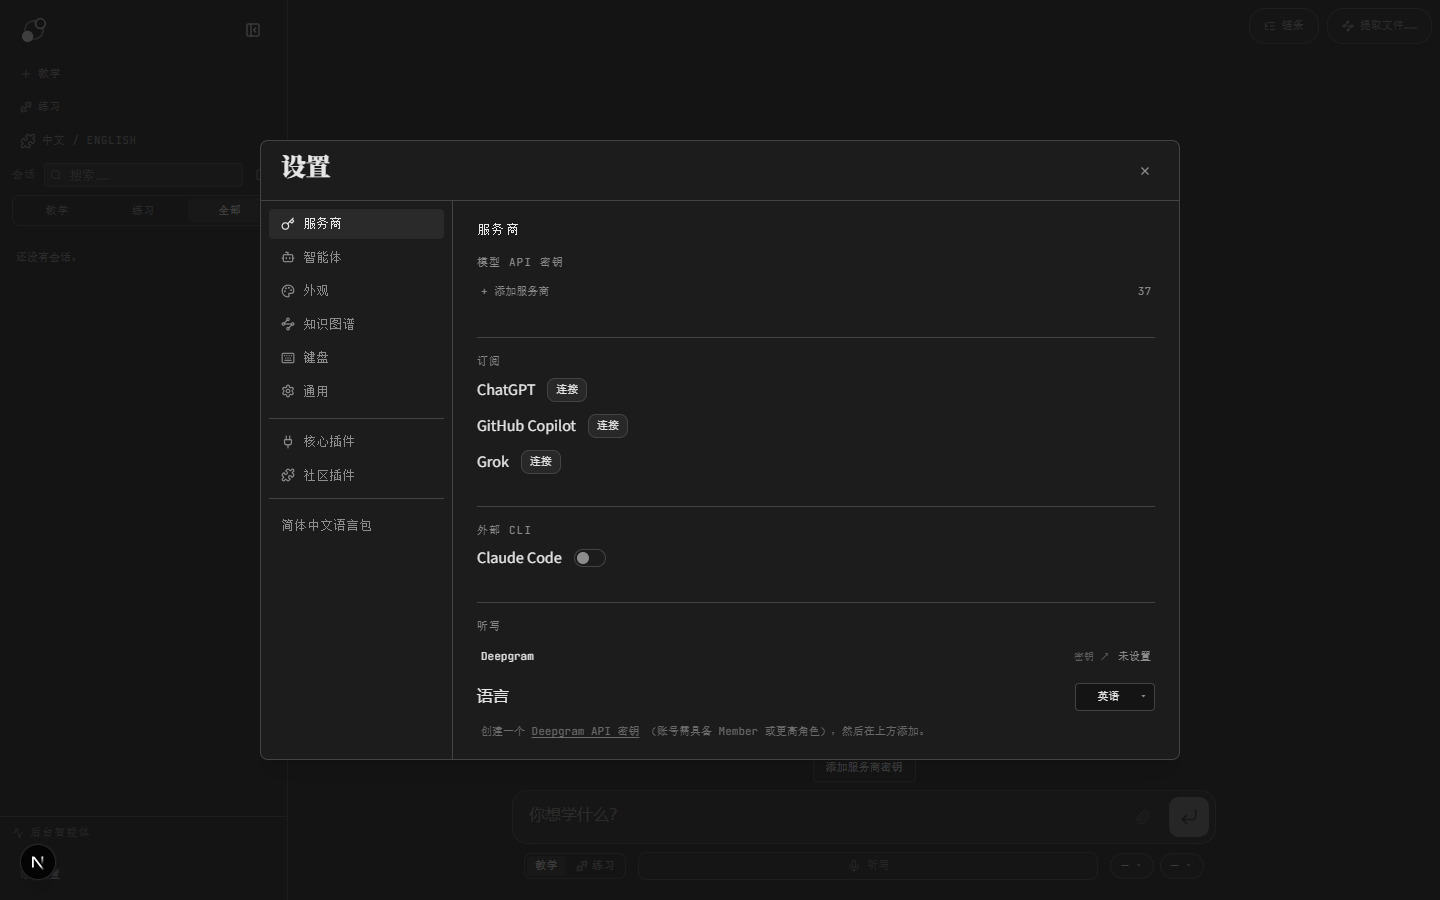 链条
提取文件……
教学
练习
中文 / ENGLISH
会话
搜索……
教学
练习
全部
还没有会话。
设置
服务商
智能体
外观
知识图谱
键盘
通用
核心插件
社区插件
简体中文语言包
服务商
模型 API 密钥
+ 添加服务商
37
订阅
ChatGPT 连接
GitHub Copilot 连接
Grok 连接
外部 CLI
Claude Code
听写
Deepgram
密钥 ↗ 未设置
语言
英语
创建一个 Deepgram API 密钥 （账号需具备 Member 或更高角色），然后在上方添加。
添加服务商密钥
你想学什么？
后台智能体
N
教学
练习
听写